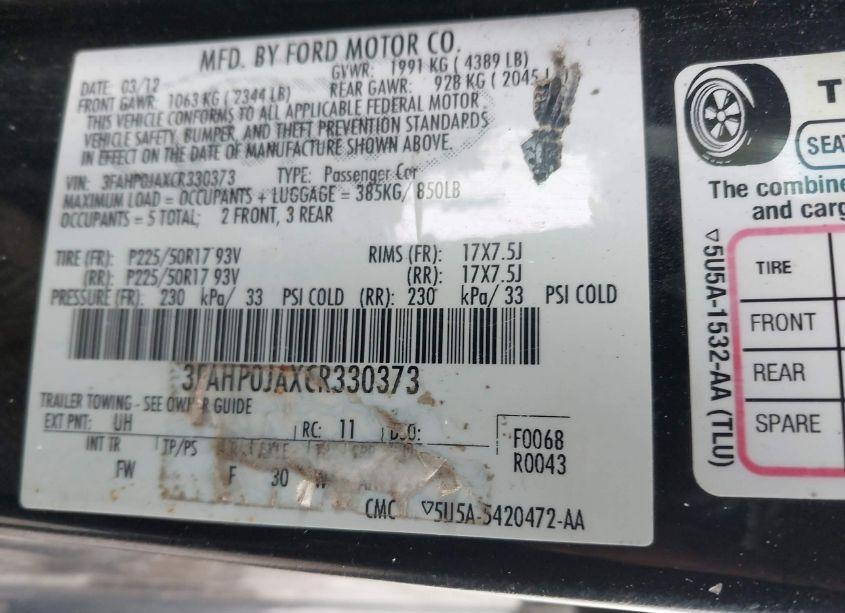 MFD. BY FORD MOTOR CO.
DATE: 03/12 GVWR: 1991 KG ( 4389 LB)
FRONT GAWR: 1063 KG ( 2344 LB) REAR GAWR: 928 KG ( 2045
THIS VEHICLE CONFORMS TO ALL APPLICABLE FEDERAL MOTOR
VEHICLE SAFETY, BUMPER, AND THEFT PREVENTION STANDARDS
IN EFFECT ON THE DATE OF MANUFACTURE SHOWN ABOVE.
VIN: 3FAHP0JAXCR330373 TYPE: Passenger Car
MAXIMUM LOAD = OCCUPANTS + LUGGAGE = 385KG/ 850LB
OCCUPANTS = 5 TOTAL; 2 FRONT, 3 REAR
TIRE (FR): P225/50R17 93V RIMS (FR): 17X7.5J
(RR): P225/50R17 93V (RR): 17X7.5J
PRESSURE (FR): 230 kPa/ 33 PSI COLD (RR): 230 kPa/ 33 PSI COLD
3FAHP0JAXCR330373
TRAILER TOWING - SEE OWNER GUIDE
EXT PNT: UH RC: 11 DSO: F0068
INT TR TP/PS R0043
FW F 30
CMC ▽5U5A-5420472-AA
T
SEAT
The combine
and carg
TIRE
FRONT
REAR
SPARE
▽5U5A-1532-AA (TLU)